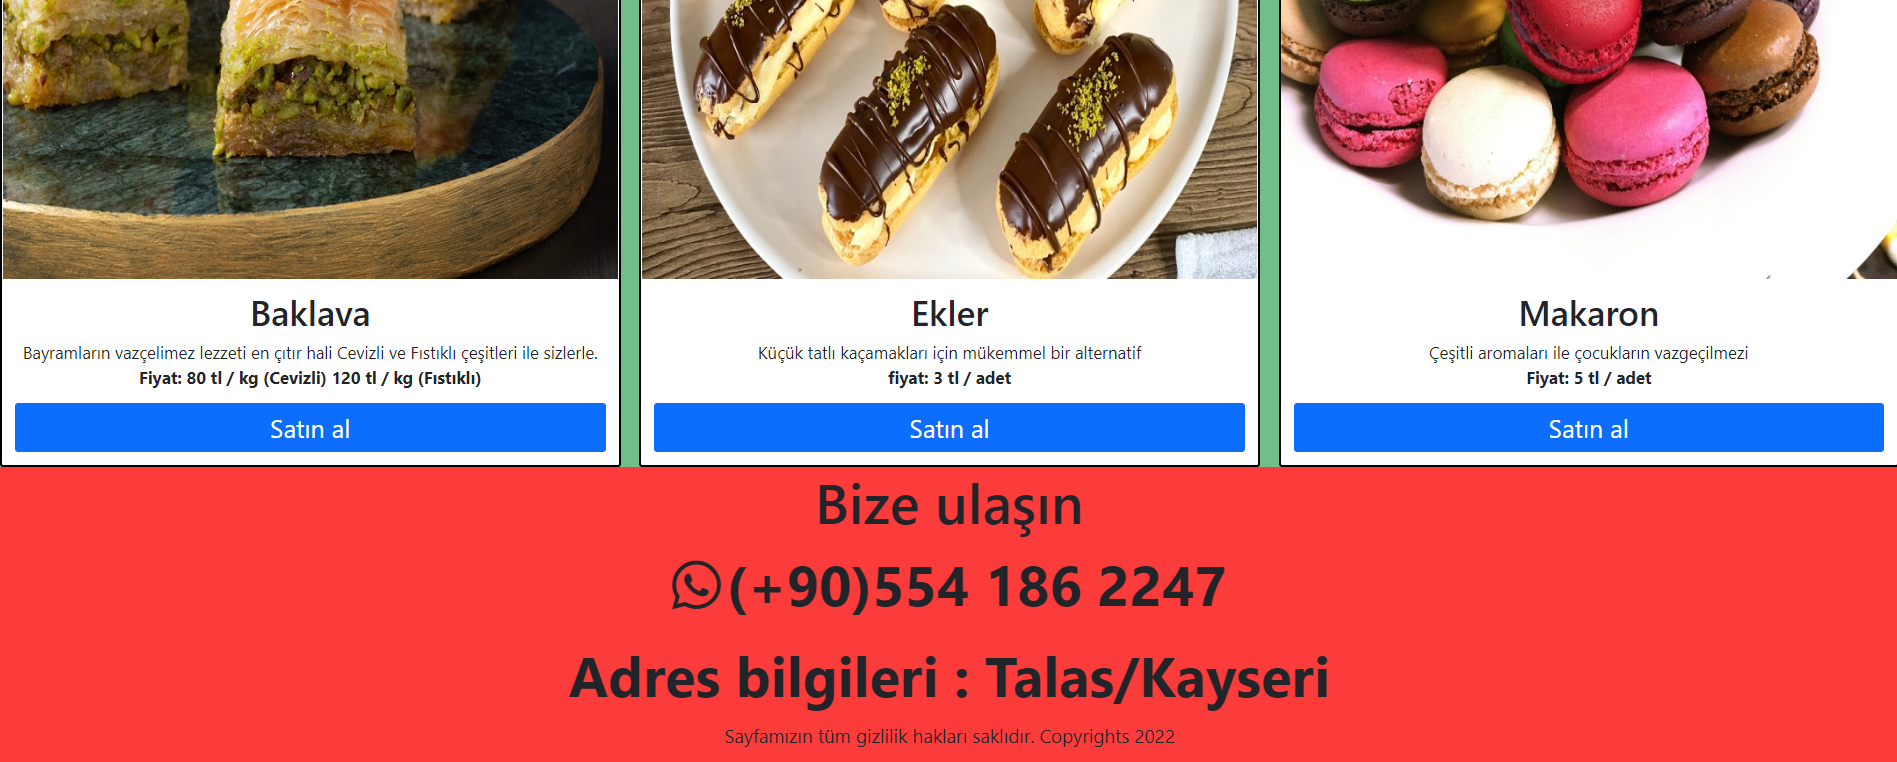 Baklava
Bayramların vazçelimez lezzeti en çıtır hali Cevizli ve Fıstıklı çeşitleri ile sizlerle.
Fiyat: 80 tl / kg (Cevizli) 120 tl / kg (Fıstıklı)
Satın al
Ekler
Küçük tatlı kaçamakları için mükemmel bir alternatif
fiyat: 3 tl / adet
Satın al
Makaron
Çeşitli aromaları ile çocukların vazgeçilmezi
Fiyat: 5 tl / adet
Satın al
Bize ulaşın
(+90)554 186 2247
Adres bilgileri : Talas/Kayseri
Sayfamızın tüm gizlilik hakları saklıdır. Copyrights 2022